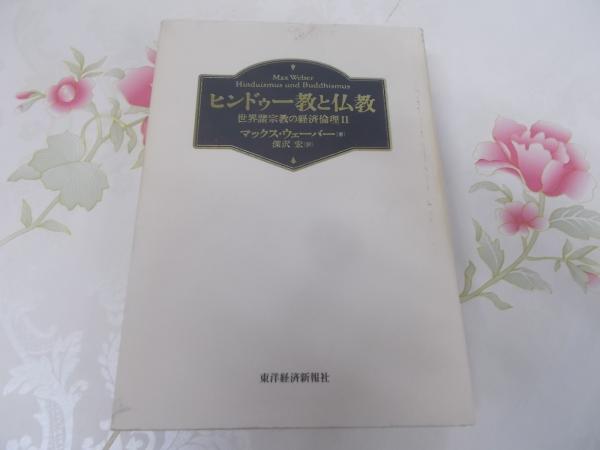 Max Weber
Hinduismus und Buddhismus
ヒンドゥー教と仏教
世界諸宗教の経済倫理II
マックス・ウェーバー[著]
深沢 宏[訳]
東洋経済新報社